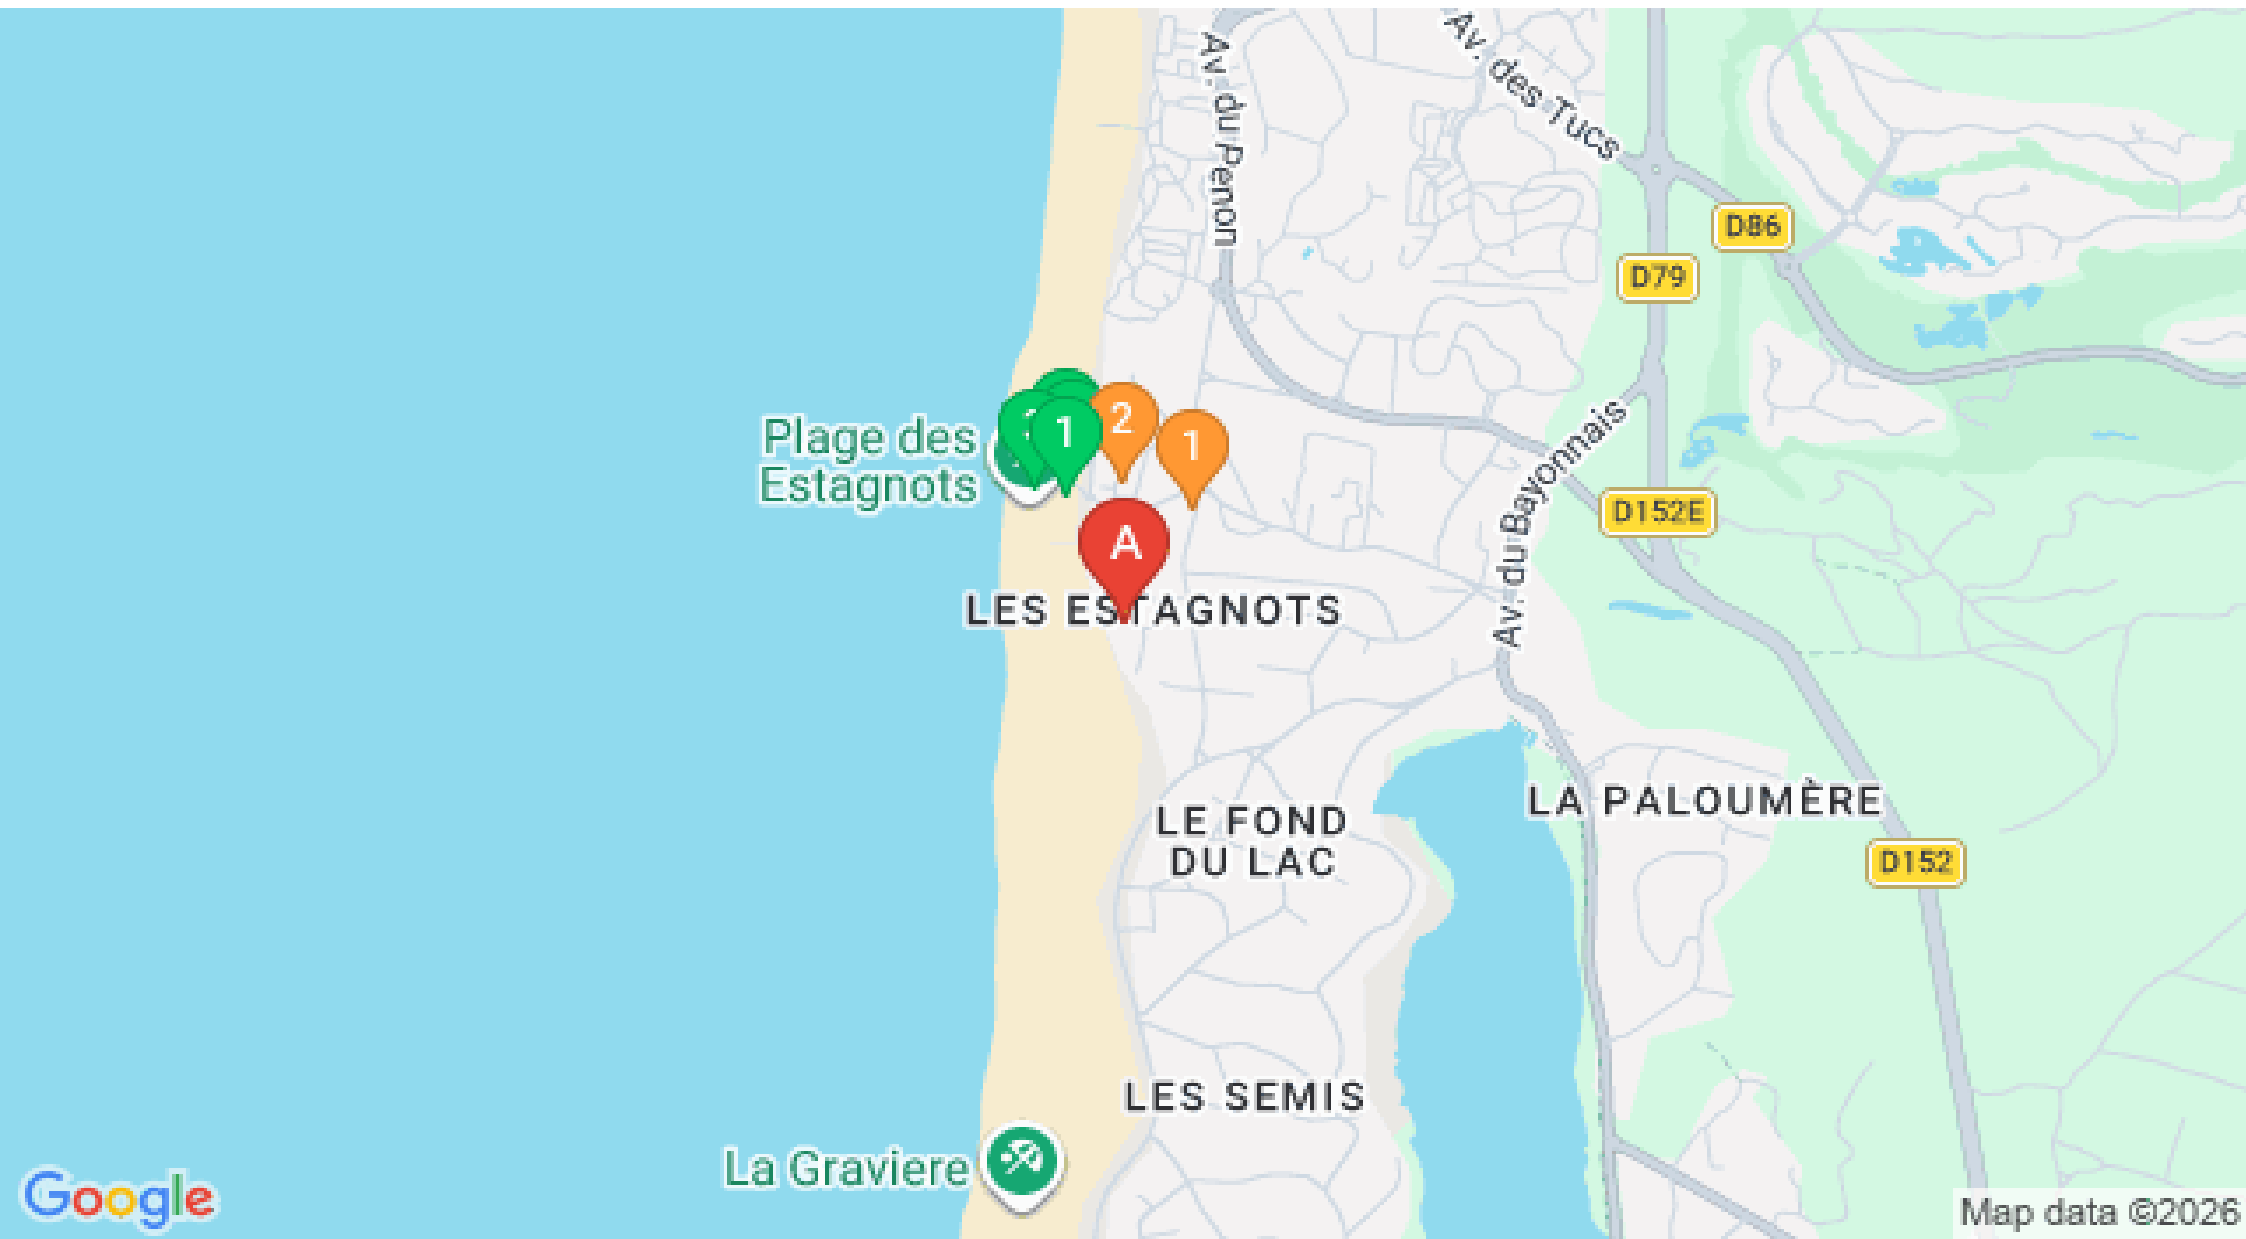 Av. du Penon
Av. des Tucs
D86
D79
Plage des
Estagnots
2
1
1
Av. du Bayonnais
D152E
A
LES ESTAGNOTS
LA PALOUMÈRE
LE FOND
DU LAC
D152
LES SEMIS
La Graviere
Google
Map data ©2026